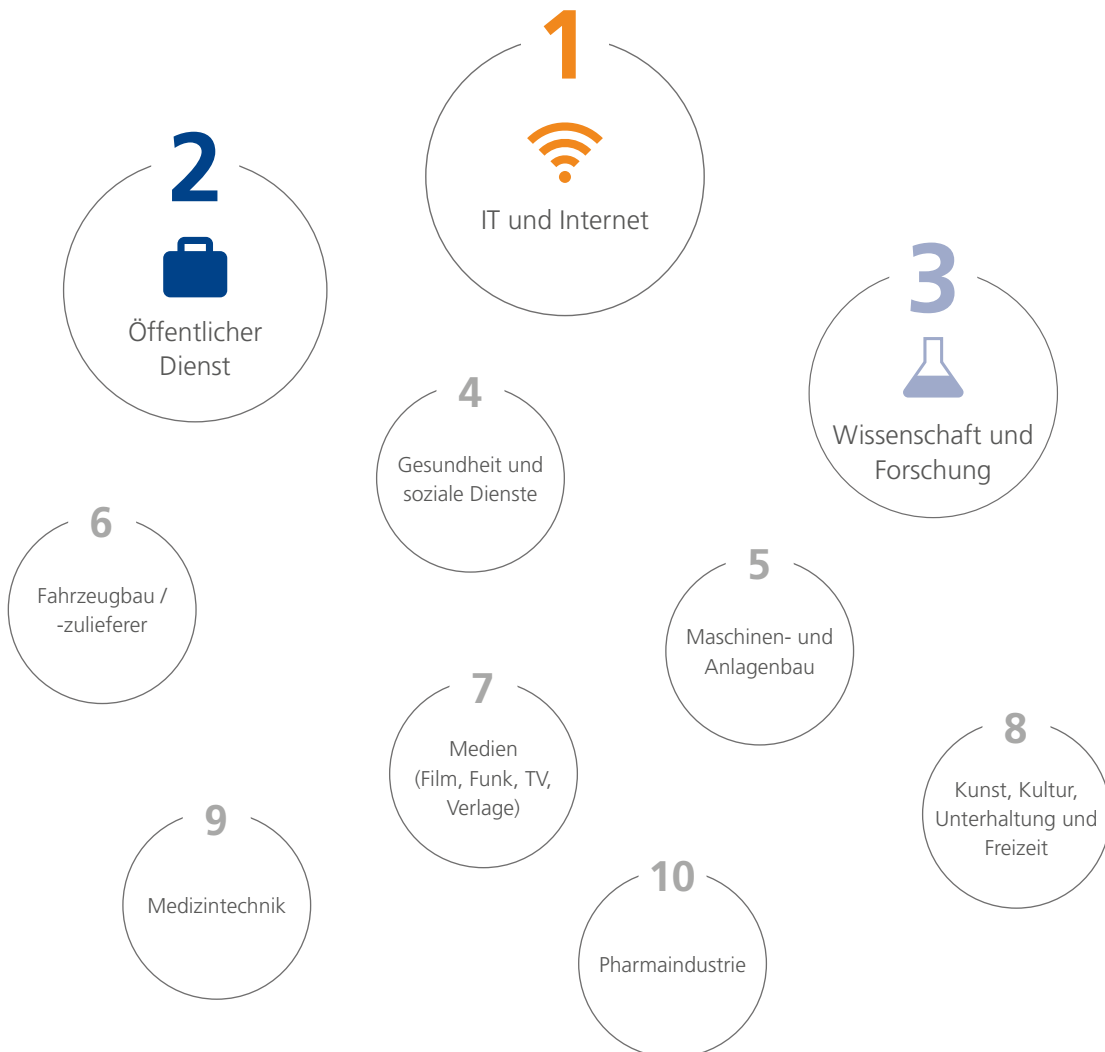 1
IT und Internet
2
Öffentlicher
Dienst
3
Wissenschaft und
Forschung
4
Gesundheit und
soziale Dienste
5
Maschinen- und
Anlagenbau
6
Fahrzeugbau /
-zulieferer
7
Medien
(Film, Funk, TV,
Verlage)
8
Kunst, Kultur,
Unterhaltung und
Freizeit
9
Medizintechnik
10
Pharmaindustrie